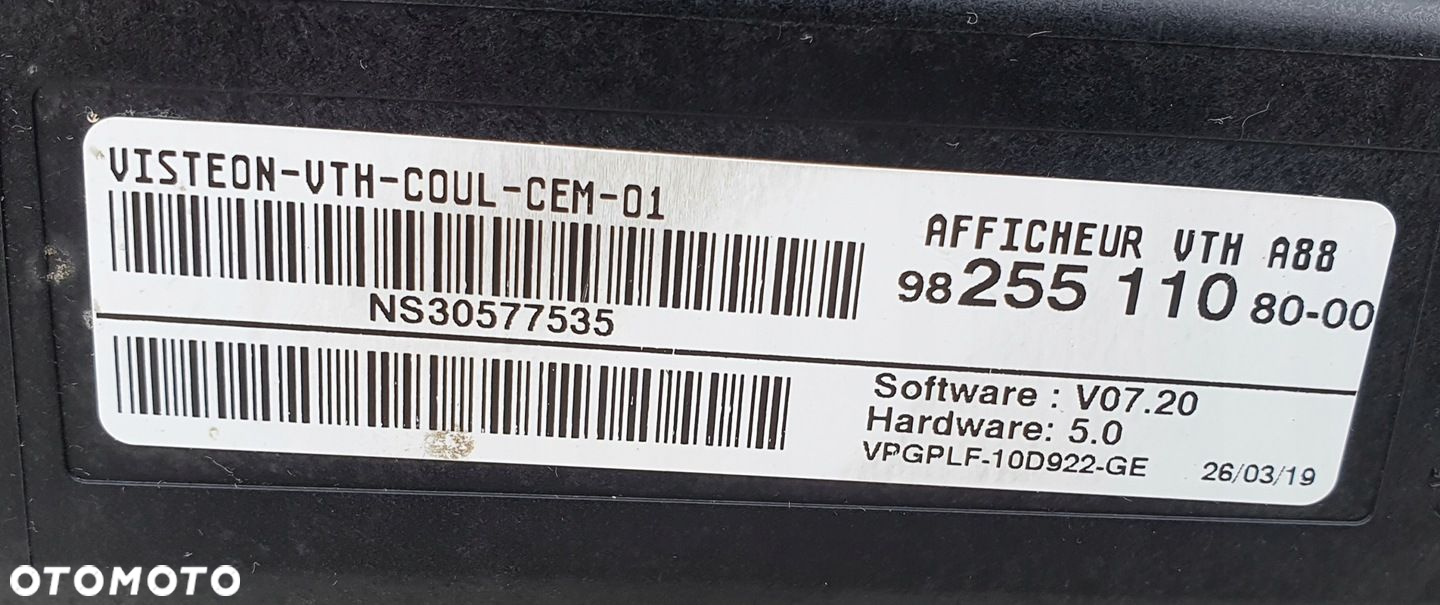 VISTEON-VTH-COUL-CEM-01
NS30577535
AFFICHEUR VTH A88
98 255 110 80-00
Software : V07.20
Hardware: 5.0
VPGPLF-10D922-GE 26/03/19
OTOMOTO